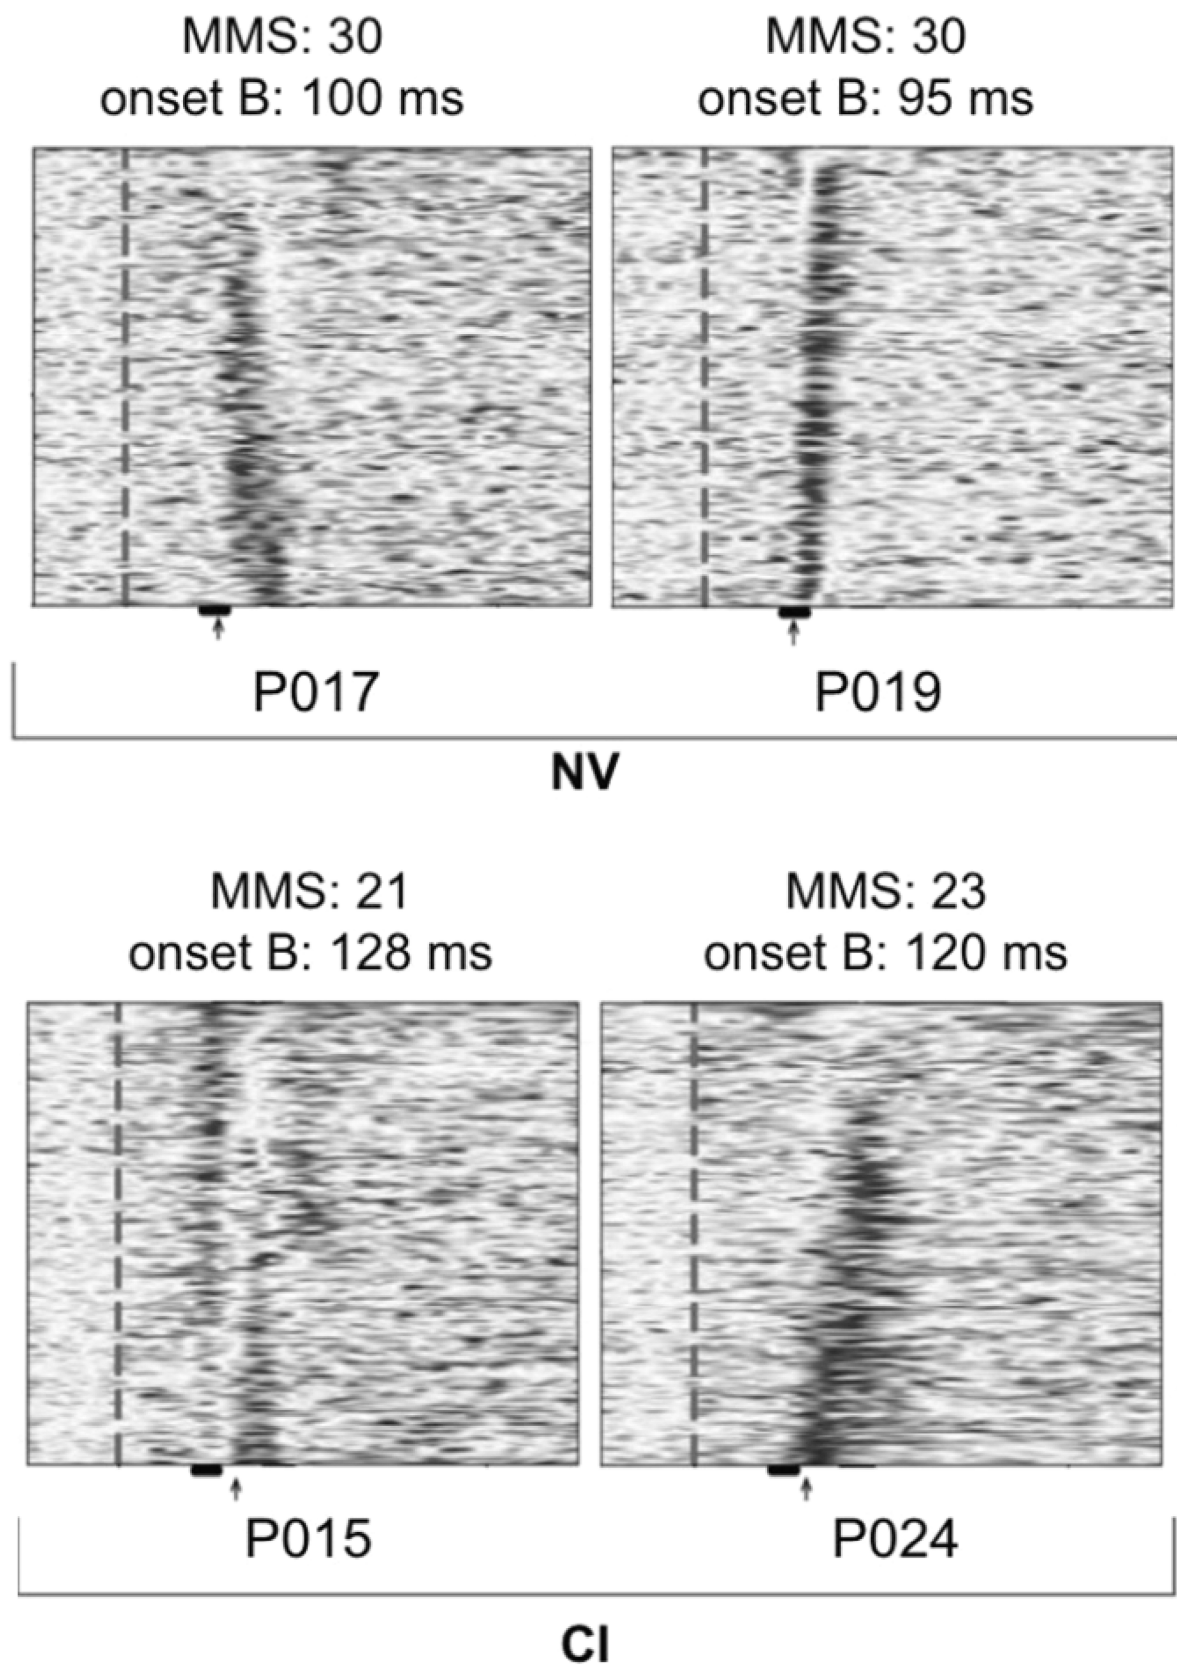 MMS: 30
onset B: 100 ms
MMS: 30
onset B: 95 ms
P017
P019
NV
MMS: 21
onset B: 128 ms
MMS: 23
onset B: 120 ms
P015
P024
CI